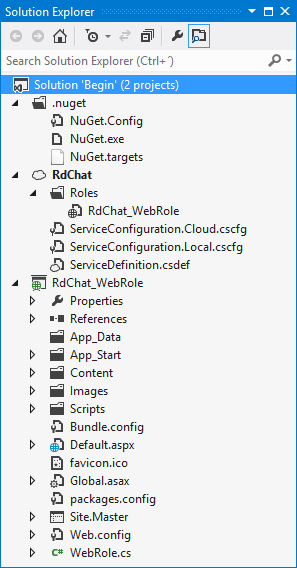 Solution Explorer
Search Solution Explorer (Ctrl+´)
Solution 'Begin' (2 projects)
.nuget
NuGet.Config
NuGet.exe
NuGet.targets
RdChat
Roles
RdChat_WebRole
ServiceConfiguration.Cloud.cscfg
ServiceConfiguration.Local.cscfg
ServiceDefinition.csdef
RdChat_WebRole
Properties
References
App_Data
App_Start
Content
Images
Scripts
Bundle.config
Default.aspx
favicon.ico
Global.asax
packages.config
Site.Master
Web.config
C# WebRole.cs